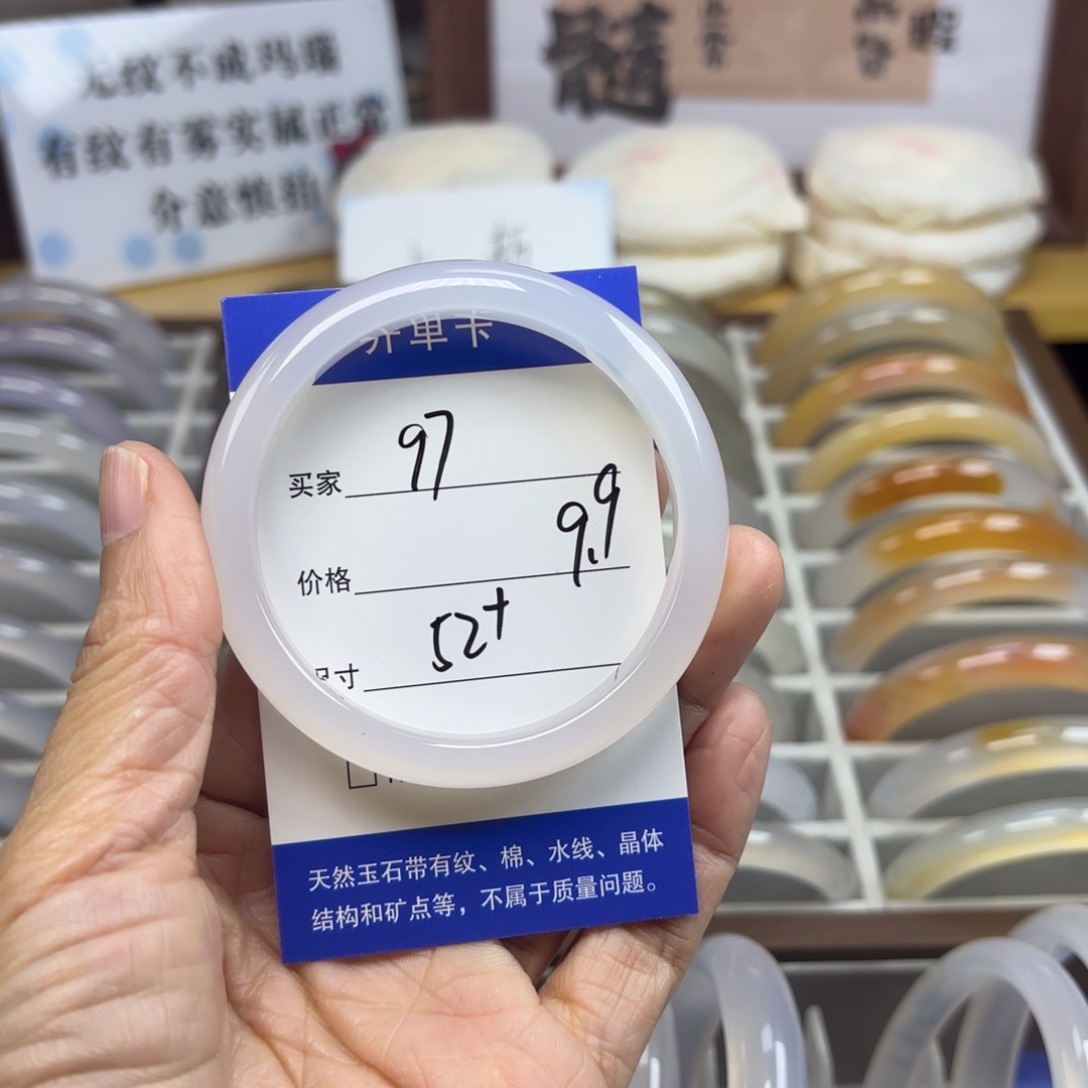 无纹不成玛瑙
有纹有雾实属正常
介意慎拍
髓
开单卡
买家 97
价格 9.9
尺寸 52+
天然玉石带有纹、棉、水线、晶体
结构和矿点等，不属于质量问题。